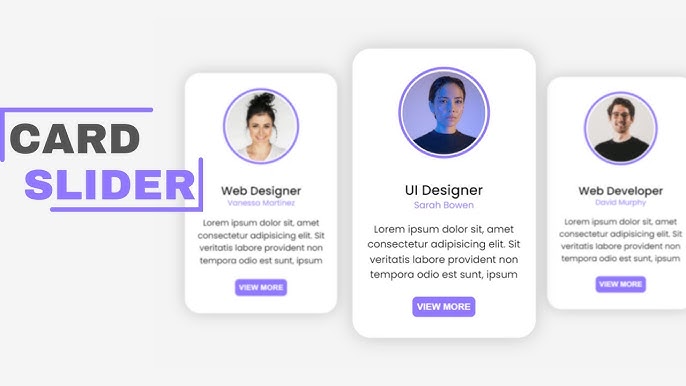 CARD
SLIDER
Web Designer
Vanessa Martinez
Lorem ipsum dolor sit, amet
consectetur adipisicing elit. Sit
veritatis labore provident non
tempora odio est sunt, ipsum
VIEW MORE
UI Designer
Sarah Bowen
Lorem ipsum dolor sit, amet
consectetur adipisicing elit. Sit
veritatis labore provident non
tempora odio est sunt, ipsum
VIEW MORE
Web Developer
David Murphy
Lorem ipsum dolor sit, amet
consectetur adipisicing elit. Sit
veritatis labore provident non
tempora odio est sunt, ipsum
VIEW MORE